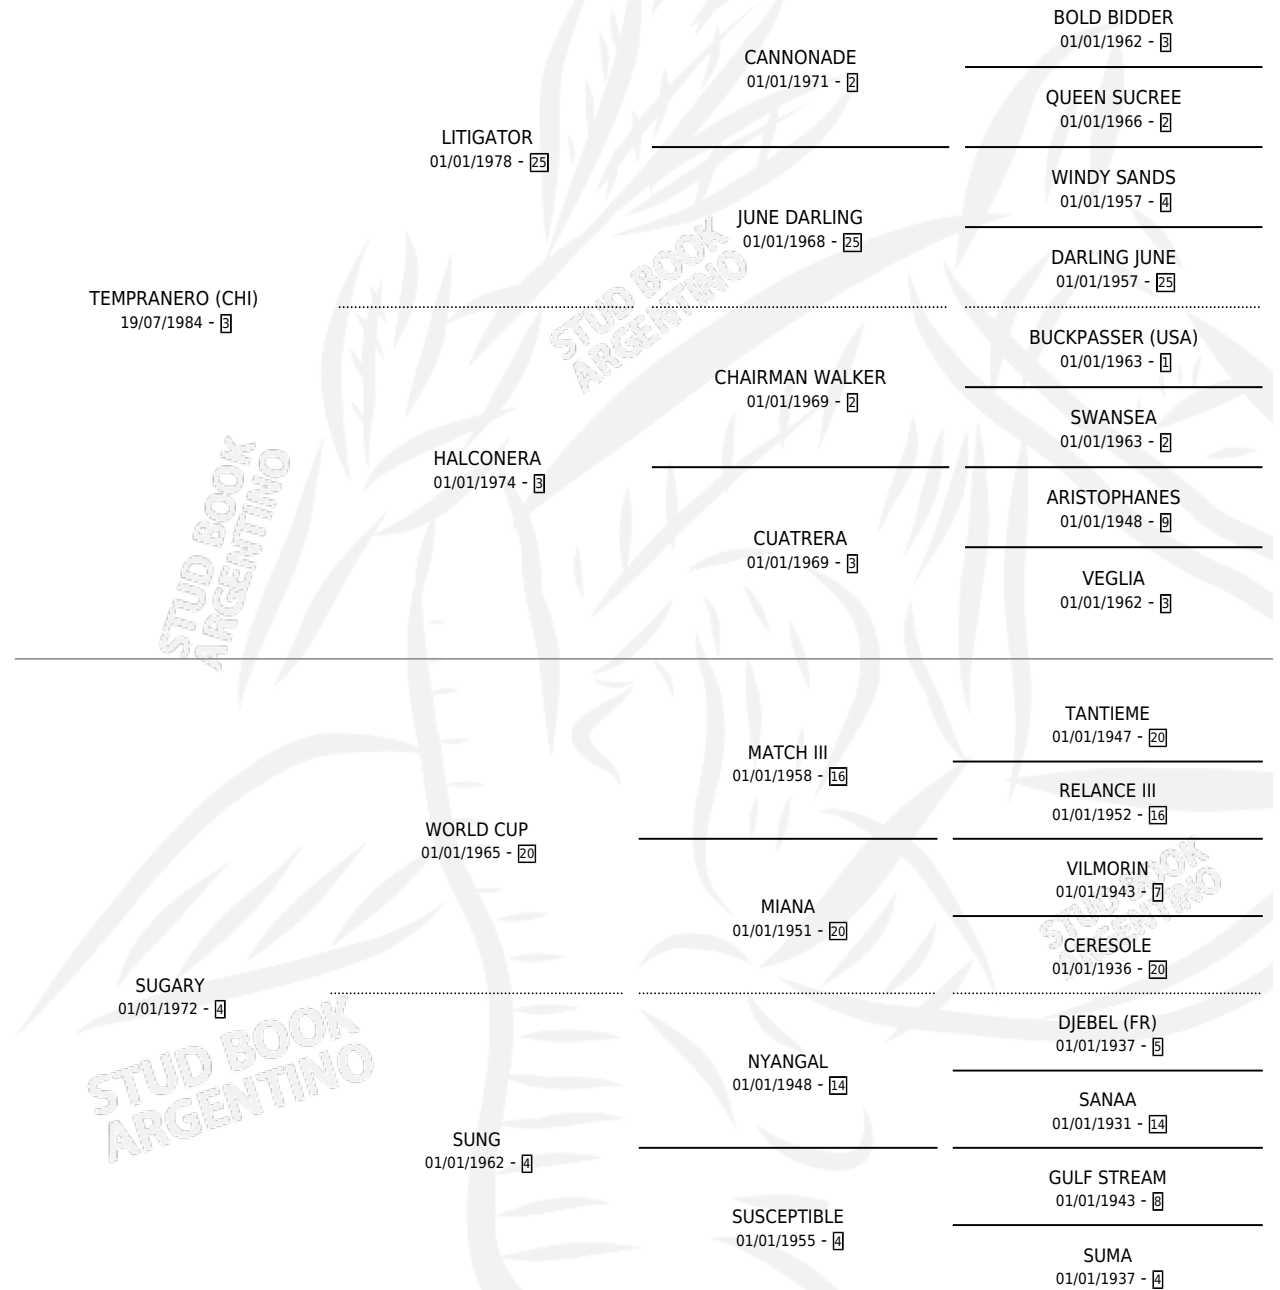 BOLD BIDDER
01/01/1962 - 3
CANNONADE
01/01/1971 - 2
QUEEN SUCREE
01/01/1966 - 2
LITIGATOR
01/01/1978 - 25
WINDY SANDS
01/01/1957 - 4
JUNE DARLING
01/01/1968 - 25
DARLING JUNE
01/01/1957 - 25
TEMPRANERO (CHI)
19/07/1984 - 3
BUCKPASSER (USA)
01/01/1963 - 1
CHAIRMAN WALKER
01/01/1969 - 2
SWANSEA
01/01/1963 - 2
HALCONERA
01/01/1974 - 3
ARISTOPHANES
01/01/1948 - 9
CUATRERA
01/01/1969 - 3
VEGLIA
01/01/1962 - 3
STUD BOOK
ARGENTINO
STUD BOOK
ARGENTINO
TANTIEME
01/01/1947 - 20
MATCH III
01/01/1958 - 16
RELANCE III
01/01/1952 - 16
WORLD CUP
01/01/1965 - 20
VILMORIN
01/01/1943 - 7
MIANA
01/01/1951 - 20
CERESOLE
01/01/1936 - 20
STUD BOOK
ARGENTINO
SUGARY
01/01/1972 - 4
DJEBEL (FR)
01/01/1937 - 5
NYANGAL
01/01/1948 - 14
SANAA
01/01/1931 - 14
STUD BOOK
ARGENTINO
SUNG
01/01/1962 - 4
GULF STREAM
01/01/1943 - 8
SUSCEPTIBLE
01/01/1955 - 4
SUMA
01/01/1937 - 4